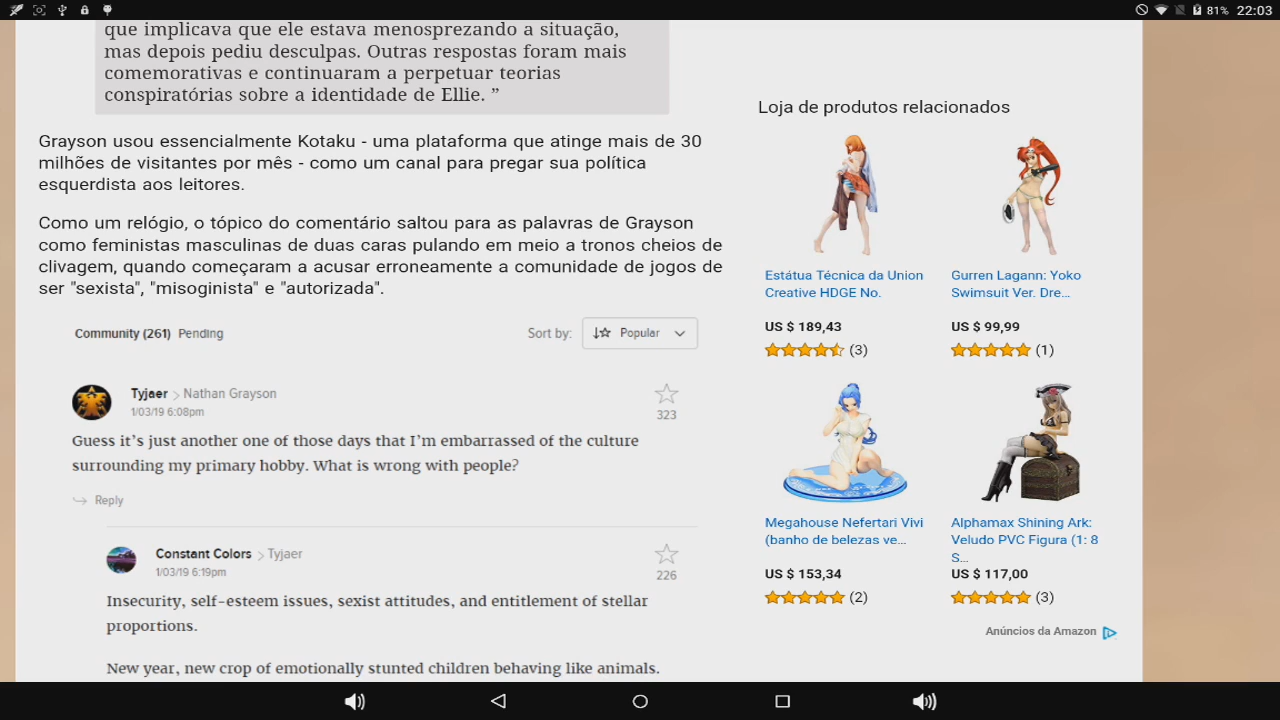 81% 22:03
que implicava que ele estava menosprezando a situação,
mas depois pediu desculpas. Outras respostas foram mais
comemorativas e continuaram a perpetuar teorias
conspiratórias sobre a identidade de Ellie. ”
Grayson usou essencialmente Kotaku - uma plataforma que atinge mais de 30
milhões de visitantes por mês - como um canal para pregar sua política
esquerdista aos leitores.
Como um relógio, o tópico do comentário saltou para as palavras de Grayson
como feministas masculinas de duas caras pulando em meio a tronos cheios de
clivagem, quando começaram a acusar erroneamente a comunidade de jogos de
ser "sexista", "misoginista" e "autorizada".
Community (261) Pending
Sort by: Popular
Tyjaer > Nathan Grayson
1/03/19 6:08pm
323
Guess it's just another one of those days that I'm embarrassed of the culture
surrounding my primary hobby. What is wrong with people?
Reply
Constant Colors > Tyjaer
1/03/19 6:19pm
226
Insecurity, self-esteem issues, sexist attitudes, and entitlement of stellar
proportions.
New year, new crop of emotionally stunted children behaving like animals.
Loja de produtos relacionados
Estátua Técnica da Union
Creative HDGE No.
US $ 189,43
(3)
Gurren Lagann: Yoko
Swimsuit Ver. Dre...
US $ 99,99
(1)
Megahouse Nefertari Vivi
(banho de belezas ve...
US $ 153,34
(2)
Alphamax Shining Ark:
Veludo PVC Figura (1: 8
S...
US $ 117,00
(3)
Anúncios da Amazon